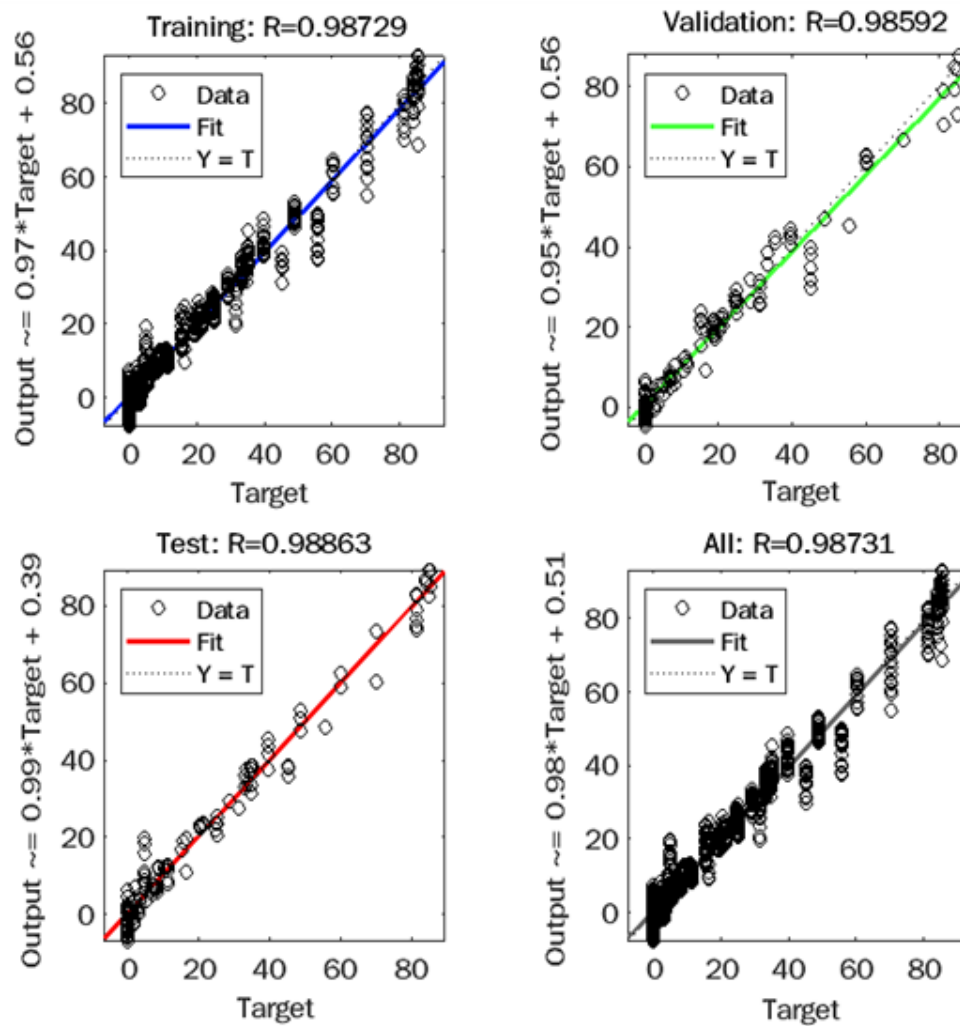 Training: R=0.98729
Output ~= 0.97*Target + 0.56
Data
Fit
Y = T
80
60
40
20
0
0 20 40 60 80
Target
Validation: R=0.98592
Output ~= 0.95*Target + 0.56
Data
Fit
Y = T
80
60
40
20
0
0 20 40 60 80
Target
Test: R=0.98863
Output ~= 0.99*Target + 0.39
Data
Fit
Y = T
80
60
40
20
0
0 20 40 60 80
Target
All: R=0.98731
Output ~= 0.98*Target + 0.51
Data
Fit
Y = T
80
60
40
20
0
0 20 40 60 80
Target